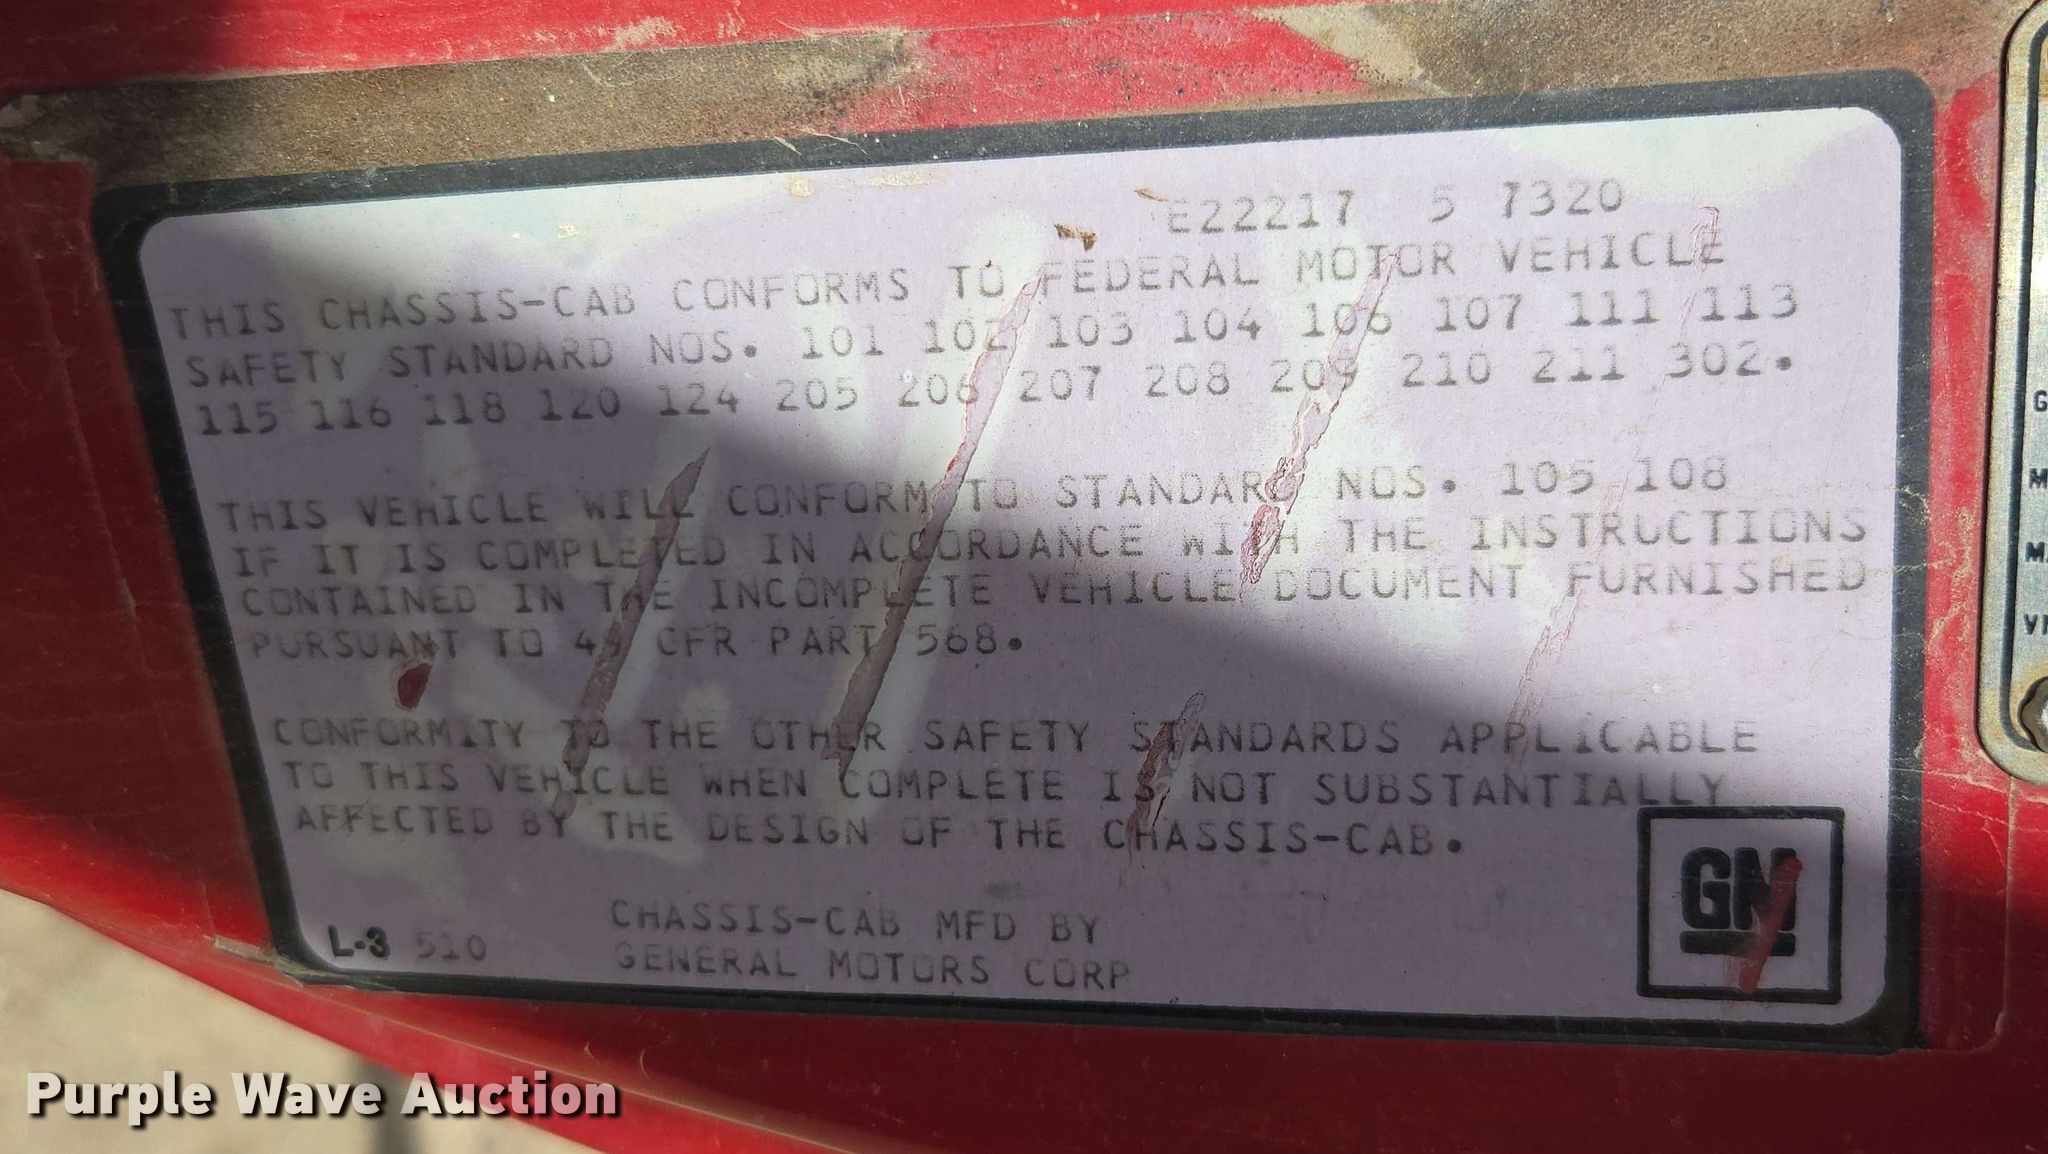 E22217 5 7320
THIS CHASSIS-CAB CONFORMS TO FEDERAL MOTOR VEHICLE
SAFETY STANDARD NOS. 101 102 103 104 106 107 111 113
115 116 118 120 124 205 206 207 208 209 210 211 302.
THIS VEHICLE WILL CONFORM TO STANDARD NOS. 105 108
IF IT IS COMPLETED IN ACCORDANCE WITH THE INSTRUCTIONS
CONTAINED IN THE INCOMPLETE VEHICLE DOCUMENT FURNISHED
PURSUANT TO 49 CFR PART 568.
CONFORMITY TO THE OTHER SAFETY STANDARDS APPLICABLE
TO THIS VEHICLE WHEN COMPLETE IS NOT SUBSTANTIALLY
AFFECTED BY THE DESIGN OF THE CHASSIS-CAB.
CHASSIS-CAB MFD BY
GENERAL MOTORS CORP
L-3 510
GM
Purple Wave Auction